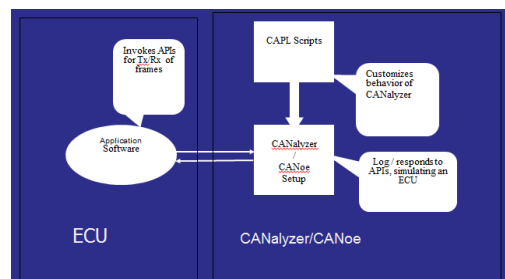 Invokes APIs
for Tx/Rx of
frames
Application
Software
ECU
CAPL Scripts
Customizes
behavior of
CANalyzer
CANalyzer
/
CANoe
Setup
Log / responds to
APIs, simulating an
ECU
CANalyzer/CANoe